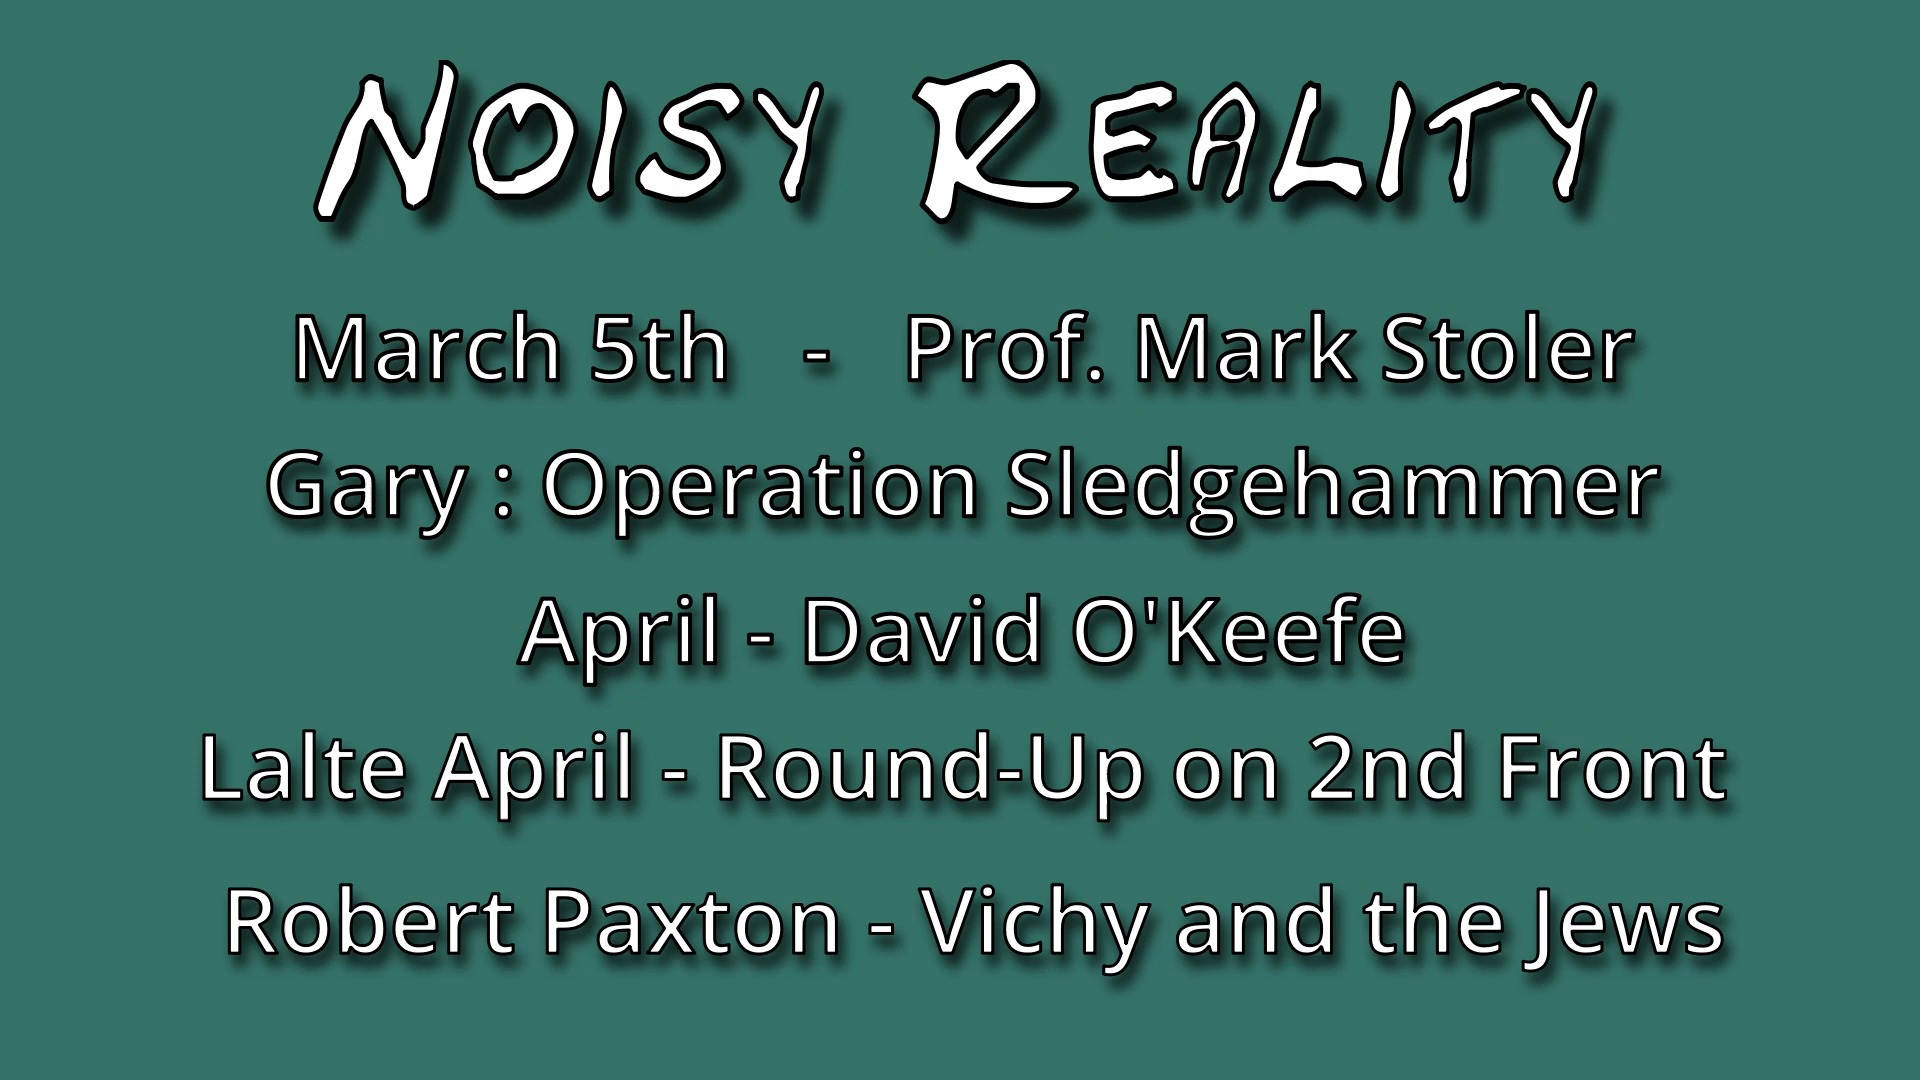 Noisy Reality
March 5th - Prof. Mark Stoler
Gary : Operation Sledgehammer
April - David O'Keefe
Lalte April - Round-Up on 2nd Front
Robert Paxton - Vichy and the Jews